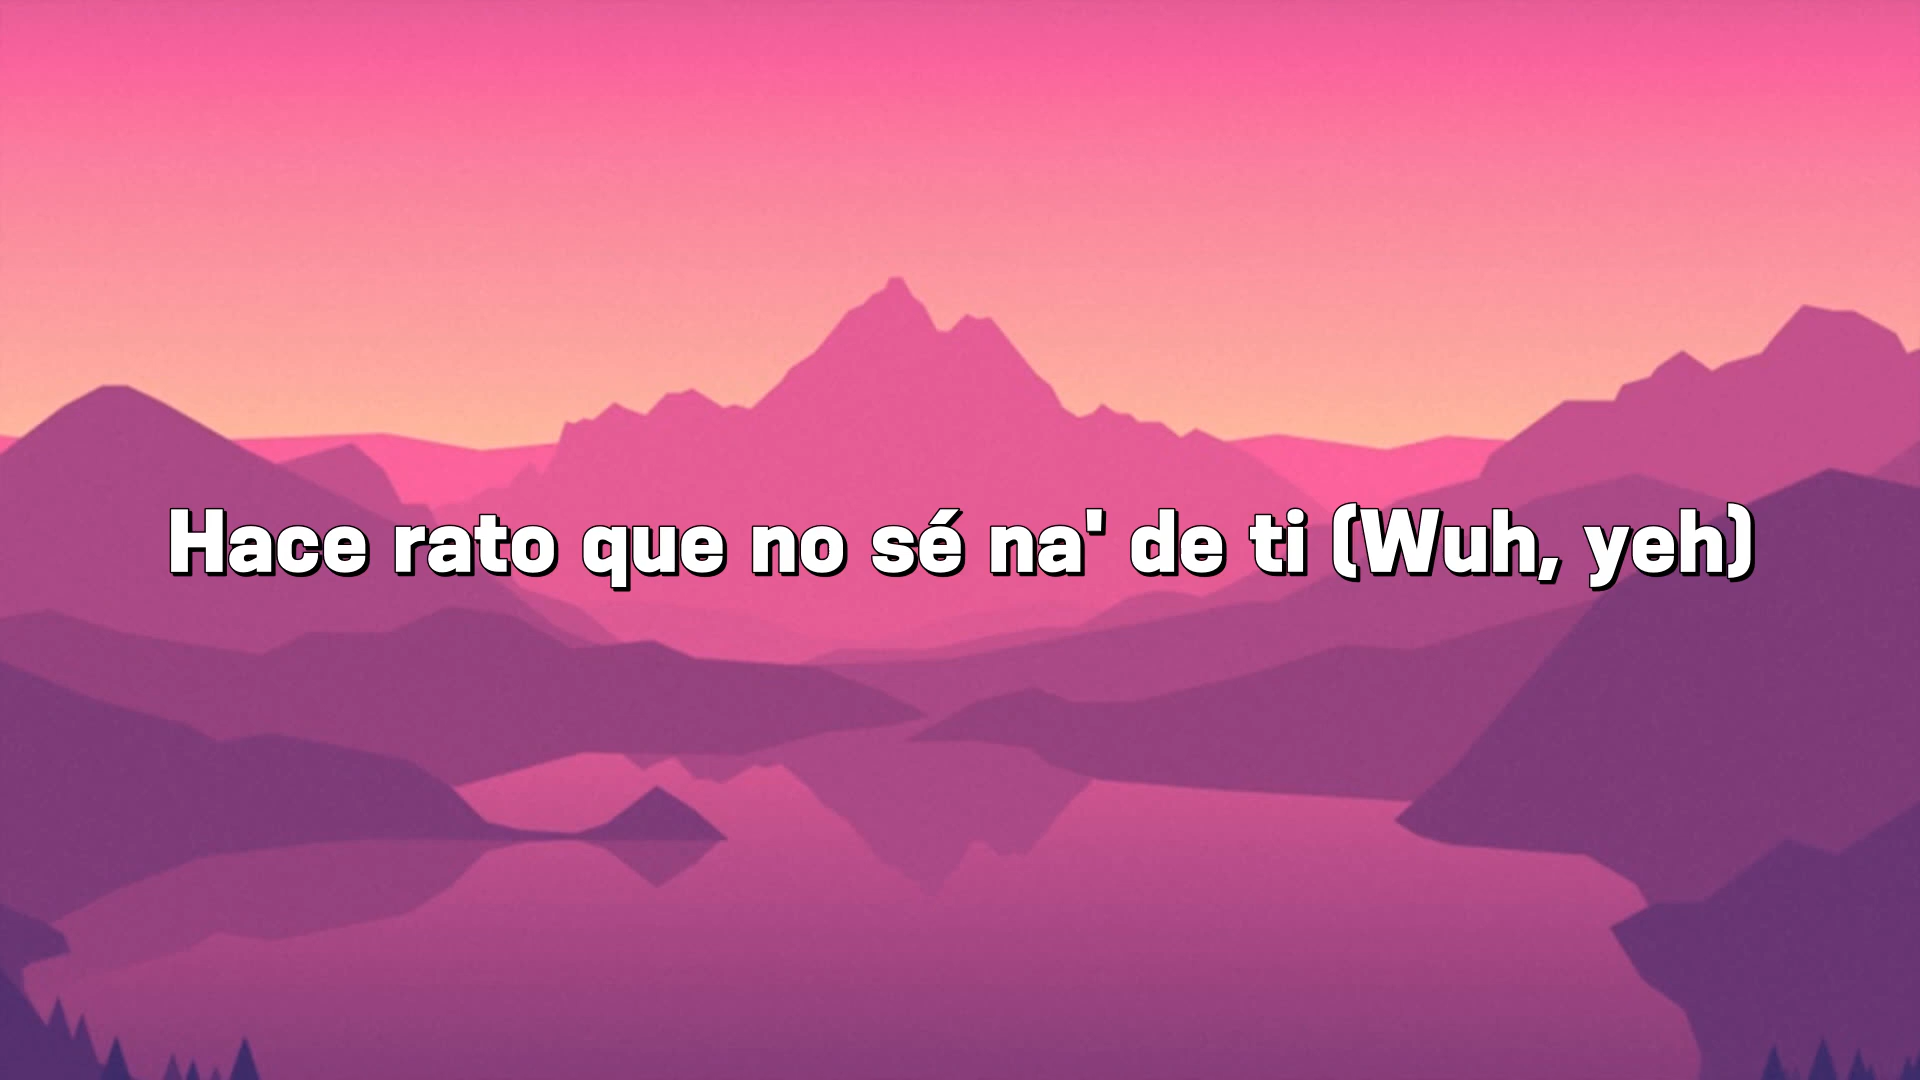 Hace rato que no sé na' de ti (Wuh, yeh)